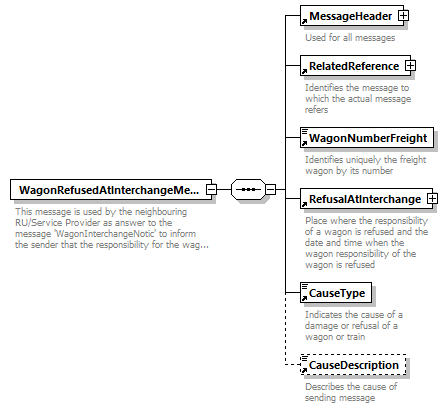 MessageHeader
Used for all messages
RelatedReference
Identifies the message to
which the actual message
refers
WagonNumberFreight
Identifies uniquely the freight
wagon by its number
WagonRefusedAtInterchangeMe...
This message is used by the neighbouring
RU/Service Provider as answer to the
message 'WagonInterchangeNotic' to inform
the sender that the responsibility for the wag...
RefusalAtInterchange
Place where the responsibility
of a wagon is refused and the
date and time when the
wagon responsibility of the
wagon is refused
CauseType
Indicates the cause of a
damage or refusal of a
wagon or train
CauseDescription
Describes the cause of
sending message